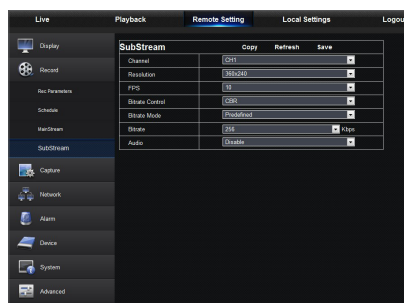 Live Playback Remote Setting Local Settings Logou
Display
Record
Rec Parameters
Schedule
MainStream
SubStream
Capture
Network
Alarm
Device
System
Advanced
SubStream Copy Refresh Save
Channel CH1
Resolution 360x240
FPS 10
Bitrate Control CBR
Bitrate Mode Predefined
Bitrate 256 Kbps
Audio Disable